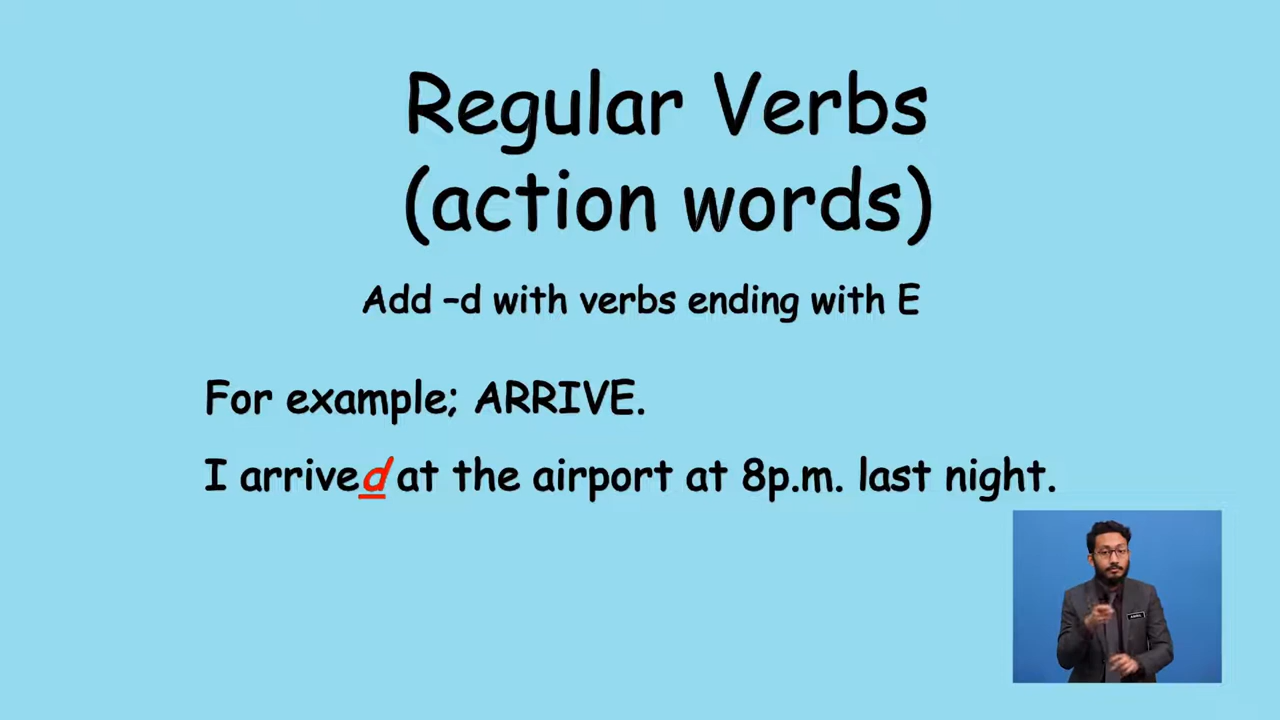 Regular Verbs
(action words)
Add –d with verbs ending with E
For example; ARRIVE.
I arrived at the airport at 8p.m. last night.